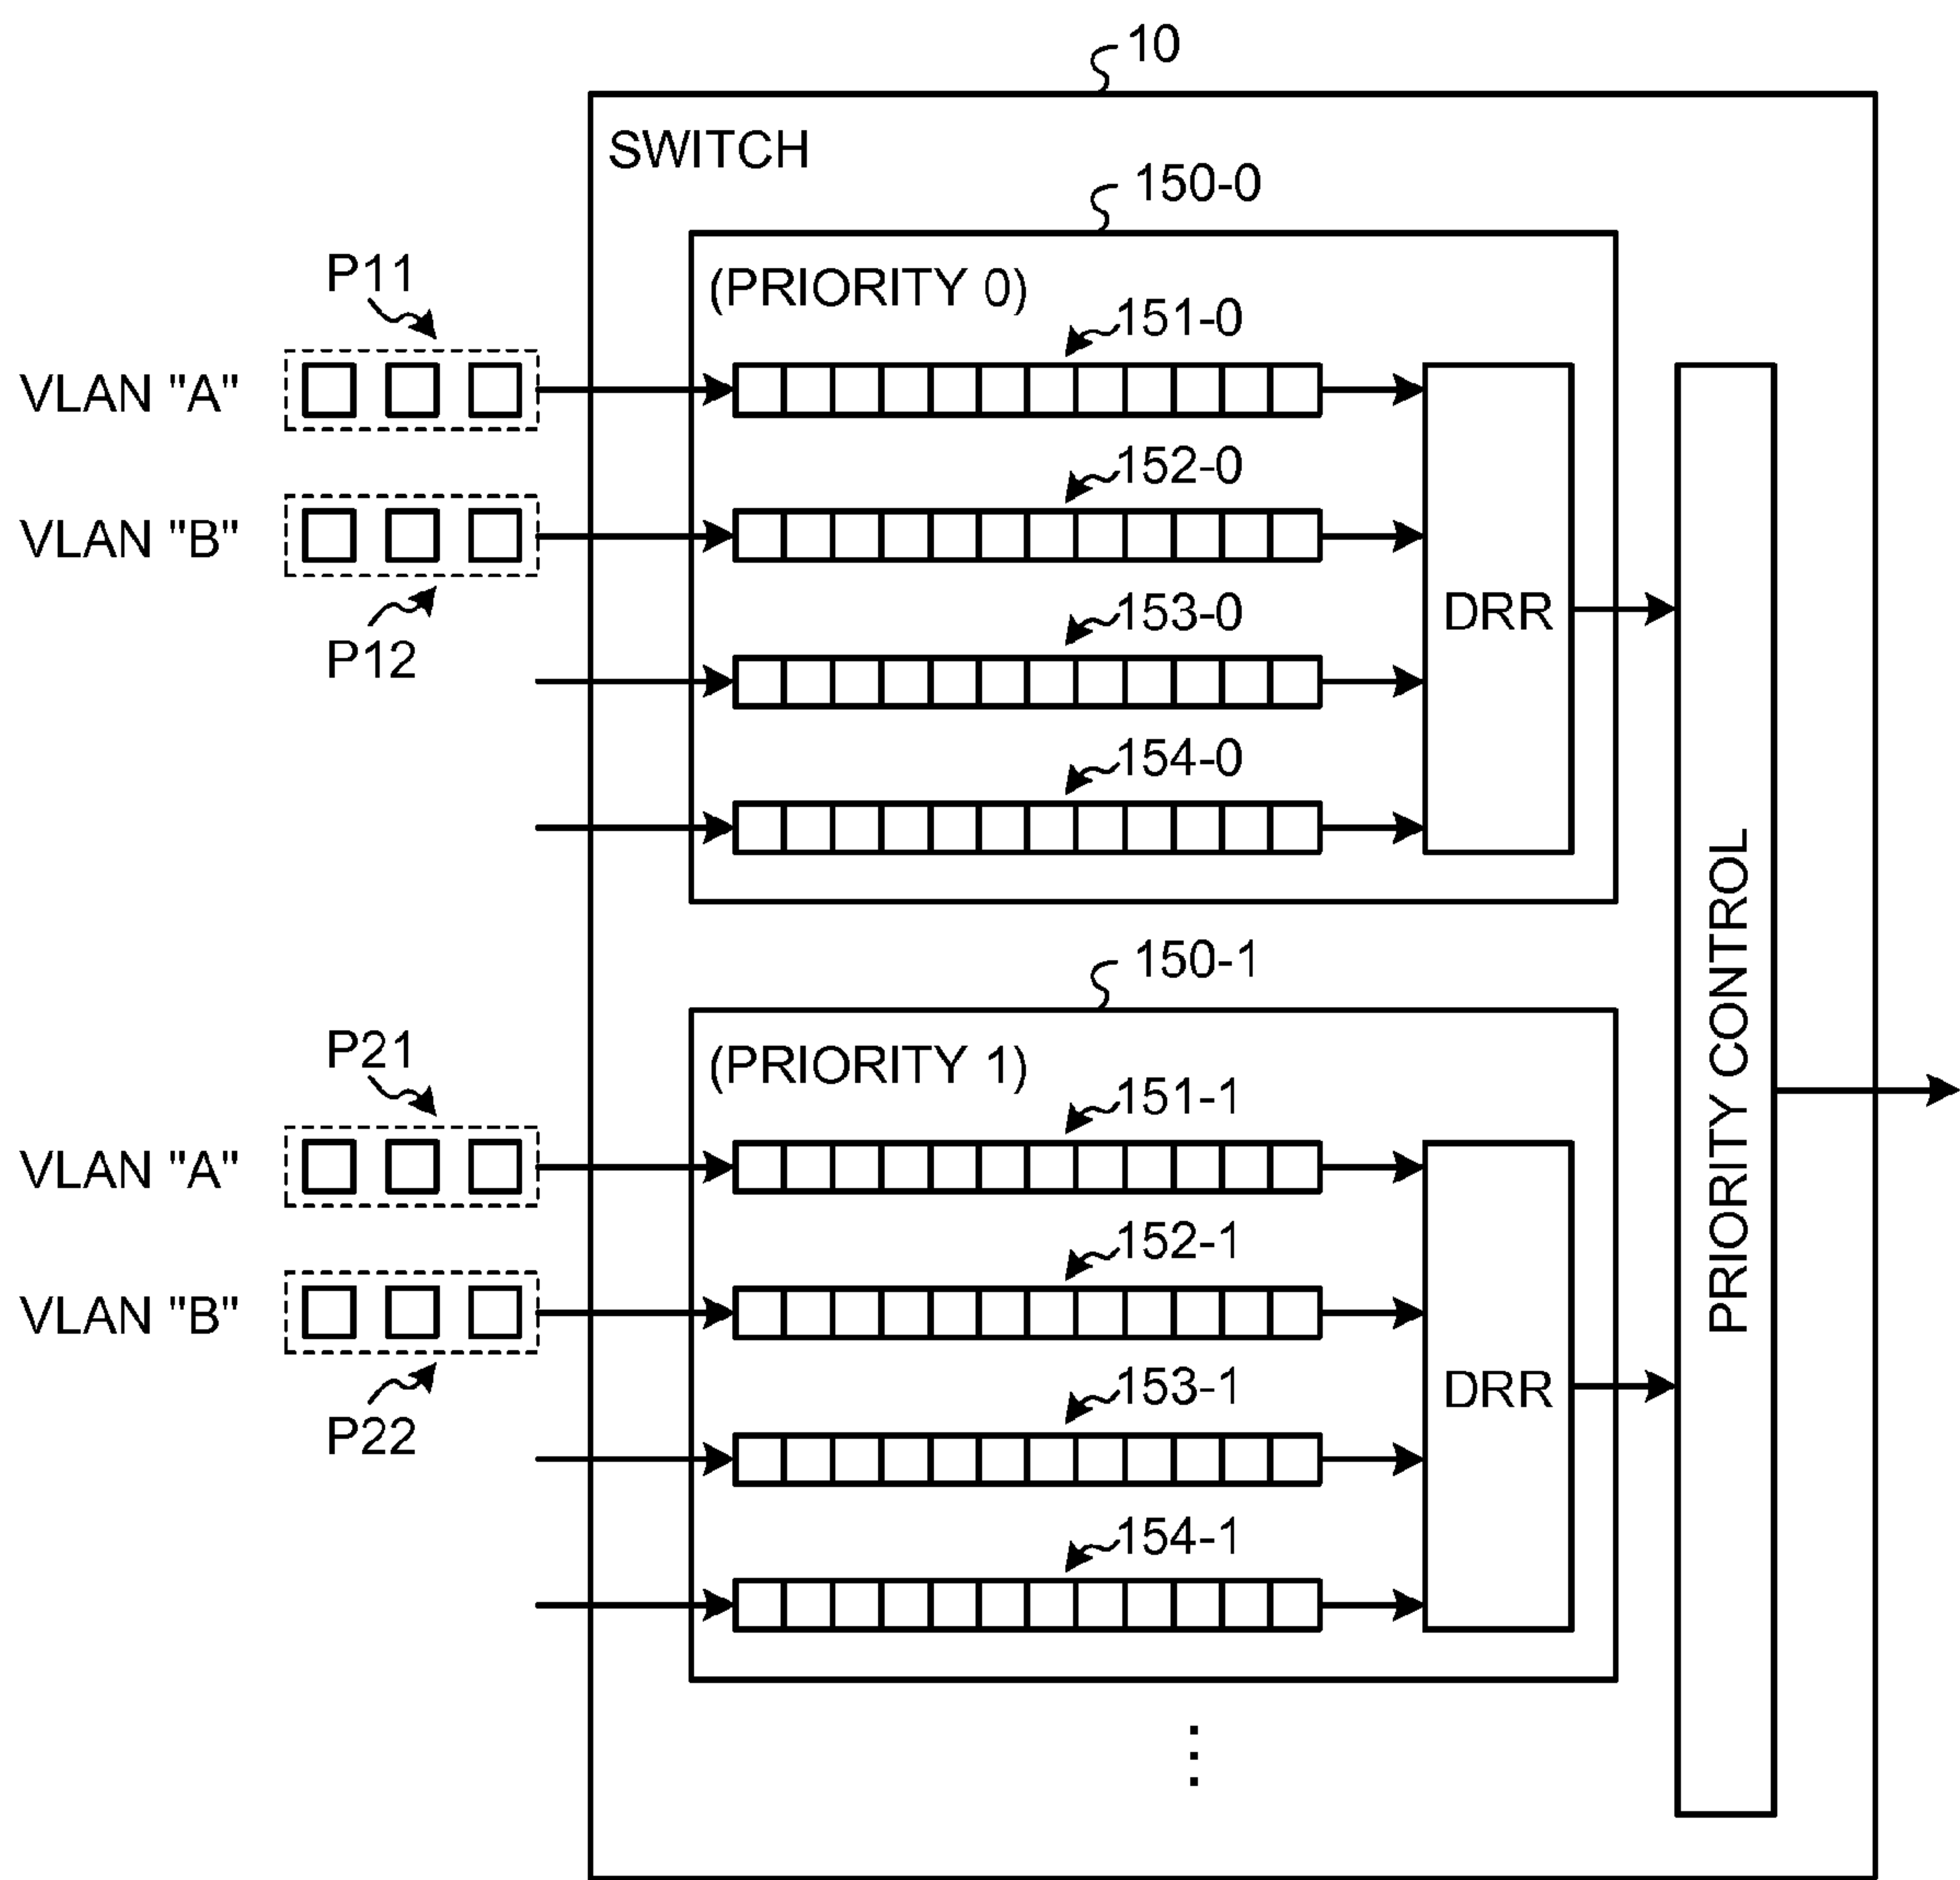 10
SWITCH
150-0
P11
(PRIORITY 0)
151-0
VLAN "A"
152-0
VLAN "B"
153-0
DRR
P12
154-0
PRIORITY CONTROL
150-1
P21
(PRIORITY 1)
151-1
VLAN "A"
152-1
VLAN "B"
153-1
DRR
P22
154-1